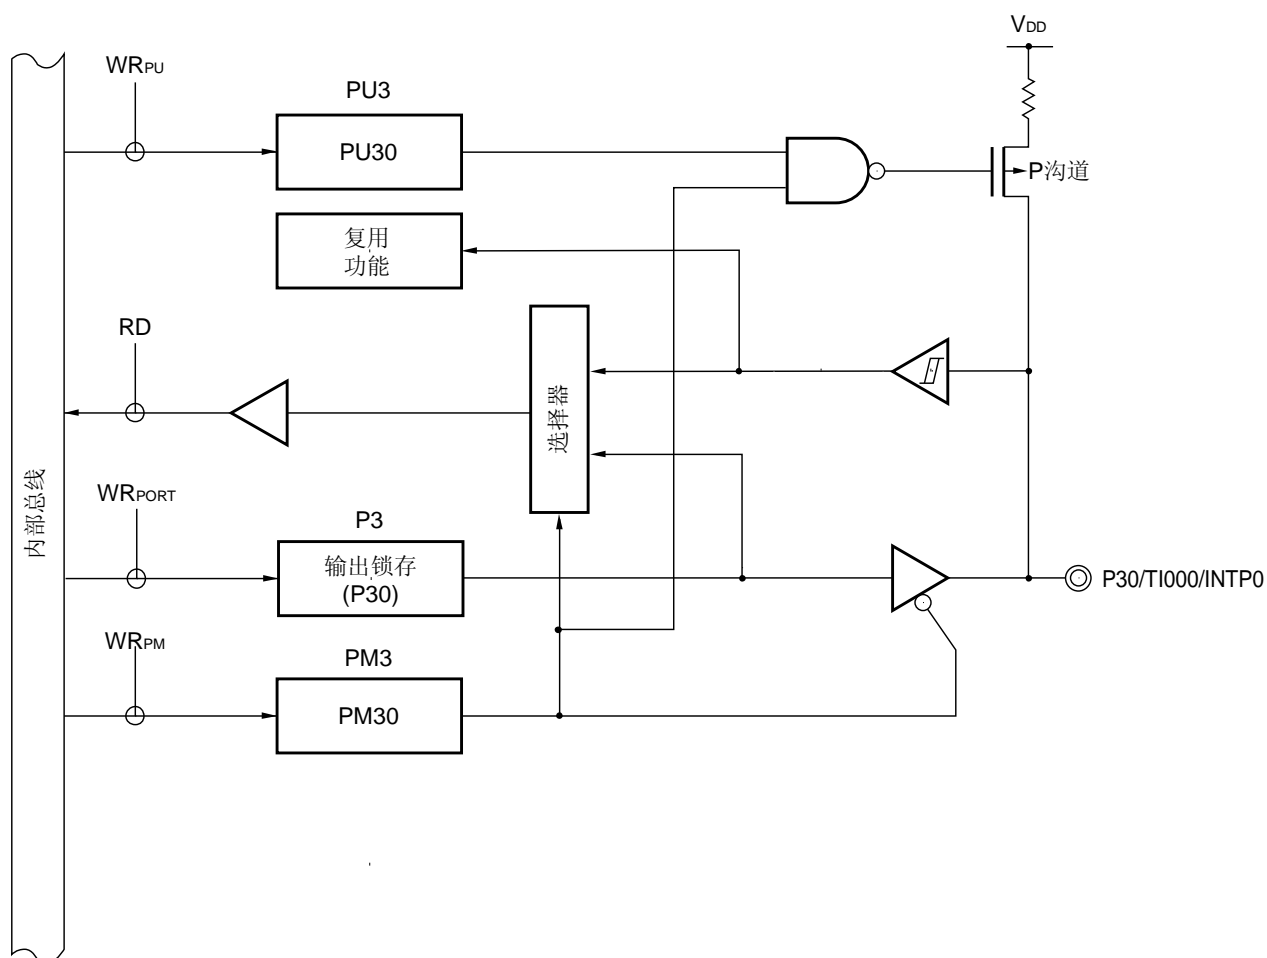 VDD
WRPU
PU3
PU30
P沟道
复用
功能
RD
选择器
内部总线
WRPORT
P3
输出锁存
(P30)
P30/TI000/INTP0
WRPM
PM3
PM30